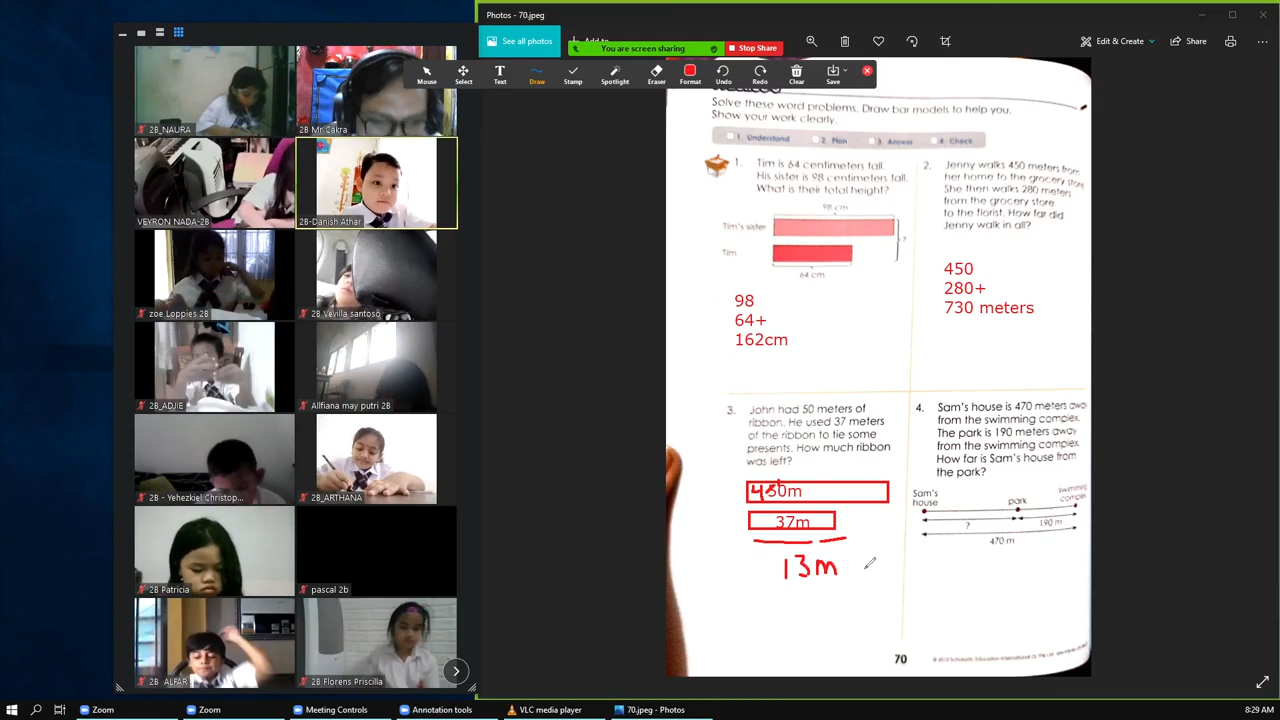 Photos - 70.jpeg
See all photos
Add to
You are screen sharing
Stop Share
Edit & Create
Share
Mouse
Select
Text
Draw
Stamp
Spotlight
Eraser
Format
Undo
Redo
Clear
Save
2B_NAURA
2B Mr Cakra
VEYRON NADA-2B
2B-Danish Athar
zoe Loppies 2B
2B Vevilla santoso
2B_ADJIE
Allfiana may putri 2B
2B - Yehezkiel Christop...
2B_ARTHANA
2B Patricia
pascal 2b
2B_ALFAR
2B Florens Priscilla
Solve these word problems. Draw bar models to help you.
Show your work clearly.
1. Understand
2. Plan
3. Answer
4. Check
1. Tim is 64 centimeters tall.
His sister is 98 centimeters tall.
What is their total height?
98 cm
Tim's sister
?
Tim
64 cm
98
64+
162cm
2. Jenny walks 450 meters from
her home to the grocery store.
She then walks 280 meters
from the grocery store
to the florist. How far did
Jenny walk in all?
450
280+
730 meters
3. John had 50 meters of
ribbon. He used 37 meters
of the ribbon to tie some
presents. How much ribbon
was left?
50m
37m
13m
4. Sam's house is 470 meters away
from the swimming complex.
The park is 190 meters away
from the swimming complex.
How far is Sam's house from
the park?
Sam's
house
park
swimming
?
190 m
470 m
70
Zoom
Zoom
Meeting Controls
Annotation tools
VLC media player
70.jpeg - Photos
8:29 AM